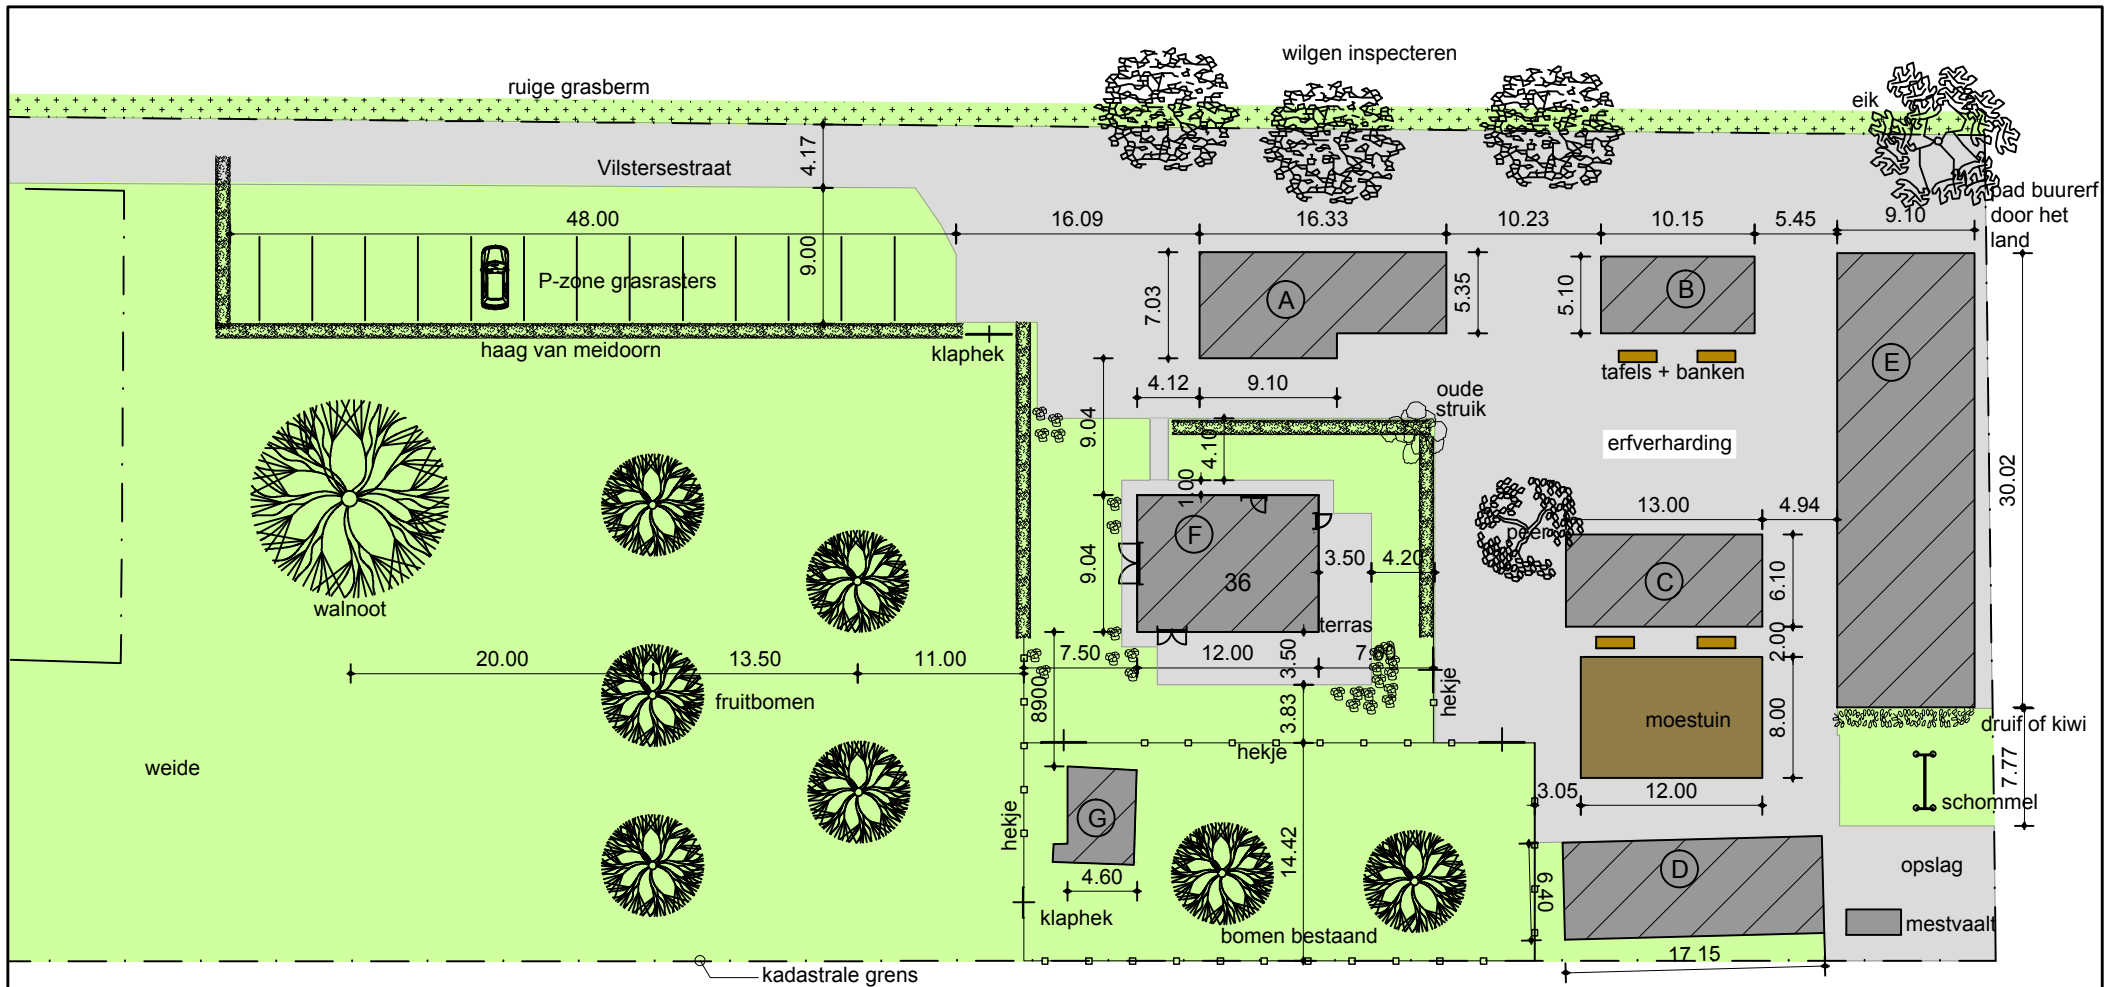 wilgen inspecteren
ruige grasberm
eik
Vilstersestraat
4.17
pad buurerf
door het
land
48.00
16.09
16.33
10.23
10.15
5.45
9.10
9.00
P-zone grasrasters
7.03
A
5.35
5.10
B
haag van meidoorn
klaphek
E
tafels + banken
4.12
9.10
oude
struik
9.04
4.10
erfverharding
30.02
1.00
13.00
4.94
F
peer
9.04
3.50
4.20
36
C
6.10
walnoot
terras
2.00
20.00
13.50
11.00
7.50
12.00
3.50
hekje
fruitbomen
8900
3.83
moestuin
8.00
druif of kiwi
hekje
weide
7.77
schommel
3.05
12.00
hekje
G
14.42
4.60
D
opslag
6.40
klaphek
bomen bestaand
mestvaalt
17.15
kadastrale grens